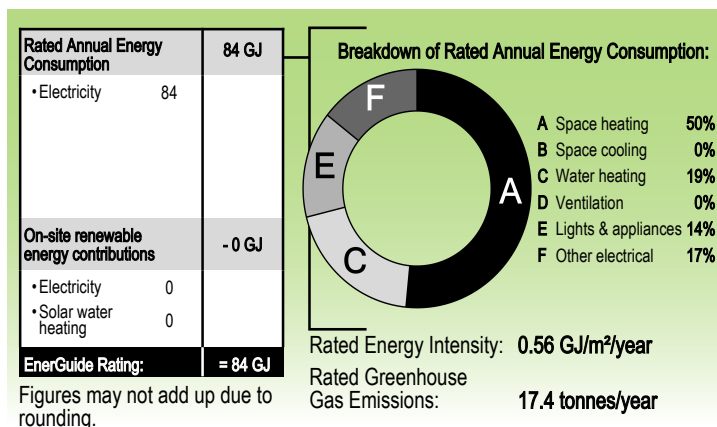 Rated Annual Energy Consumption 84 GJ
• Electricity 84
On-site renewable energy contributions - 0 GJ
• Electricity 0
• Solar water heating 0
EnerGuide Rating: = 84 GJ
Figures may not add up due to
rounding.
Breakdown of Rated Annual Energy Consumption:
F
E
A
C
A Space heating 50%
B Space cooling 0%
C Water heating 19%
D Ventilation 0%
E Lights & appliances 14%
F Other electrical 17%
Rated Energy Intensity: 0.56 GJ/m²/year
Rated Greenhouse
Gas Emissions: 17.4 tonnes/year